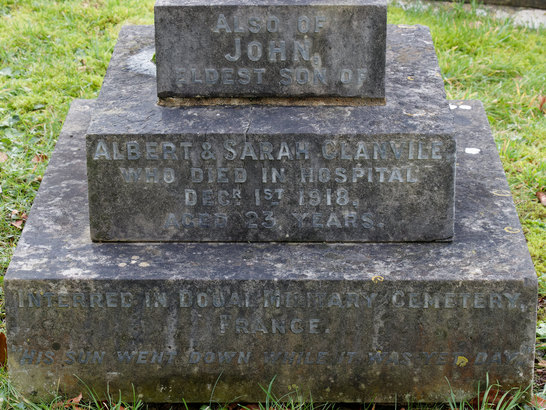 ALSO OF
JOHN,
ELDEST SON OF
ALBERT & SARAH GLANVILE
WHO DIED IN HOSPITAL
DECR 1ST 1918.
AGED 23 YEARS.
INTERRED IN DOUAI MILITARY CEMETERY,
FRANCE.
"HIS SUN WENT DOWN WHILE IT WAS YET DAY"